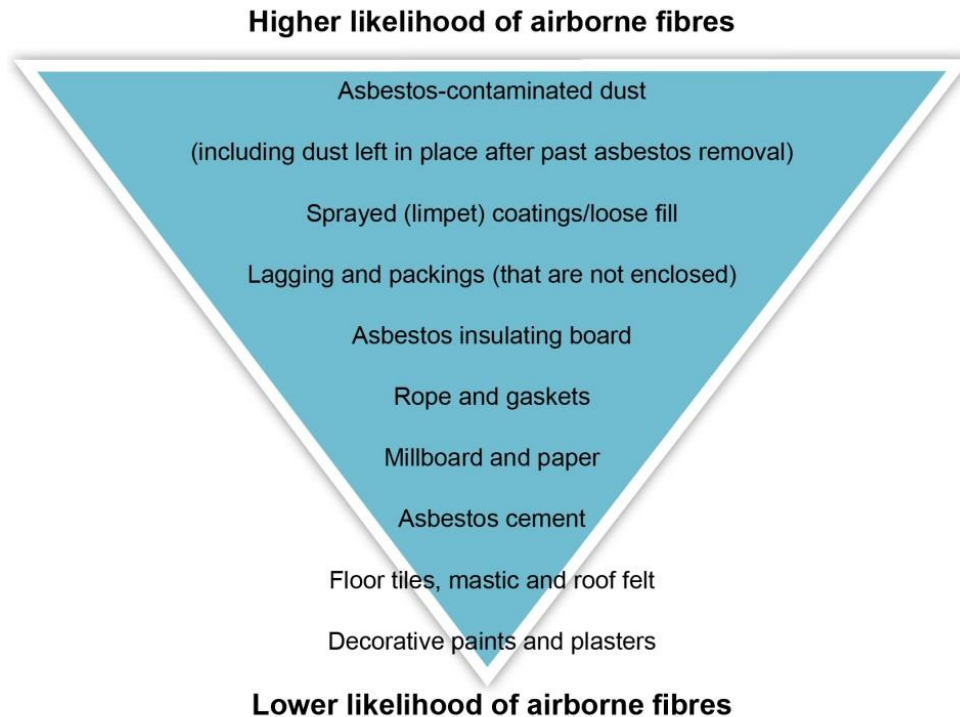 Higher likelihood of airborne fibres
Asbestos-contaminated dust
(including dust left in place after past asbestos removal)
Sprayed (limpet) coatings/loose fill
Lagging and packings (that are not enclosed)
Asbestos insulating board
Rope and gaskets
Millboard and paper
Asbestos cement
Floor tiles, mastic and roof felt
Decorative paints and plasters
Lower likelihood of airborne fibres